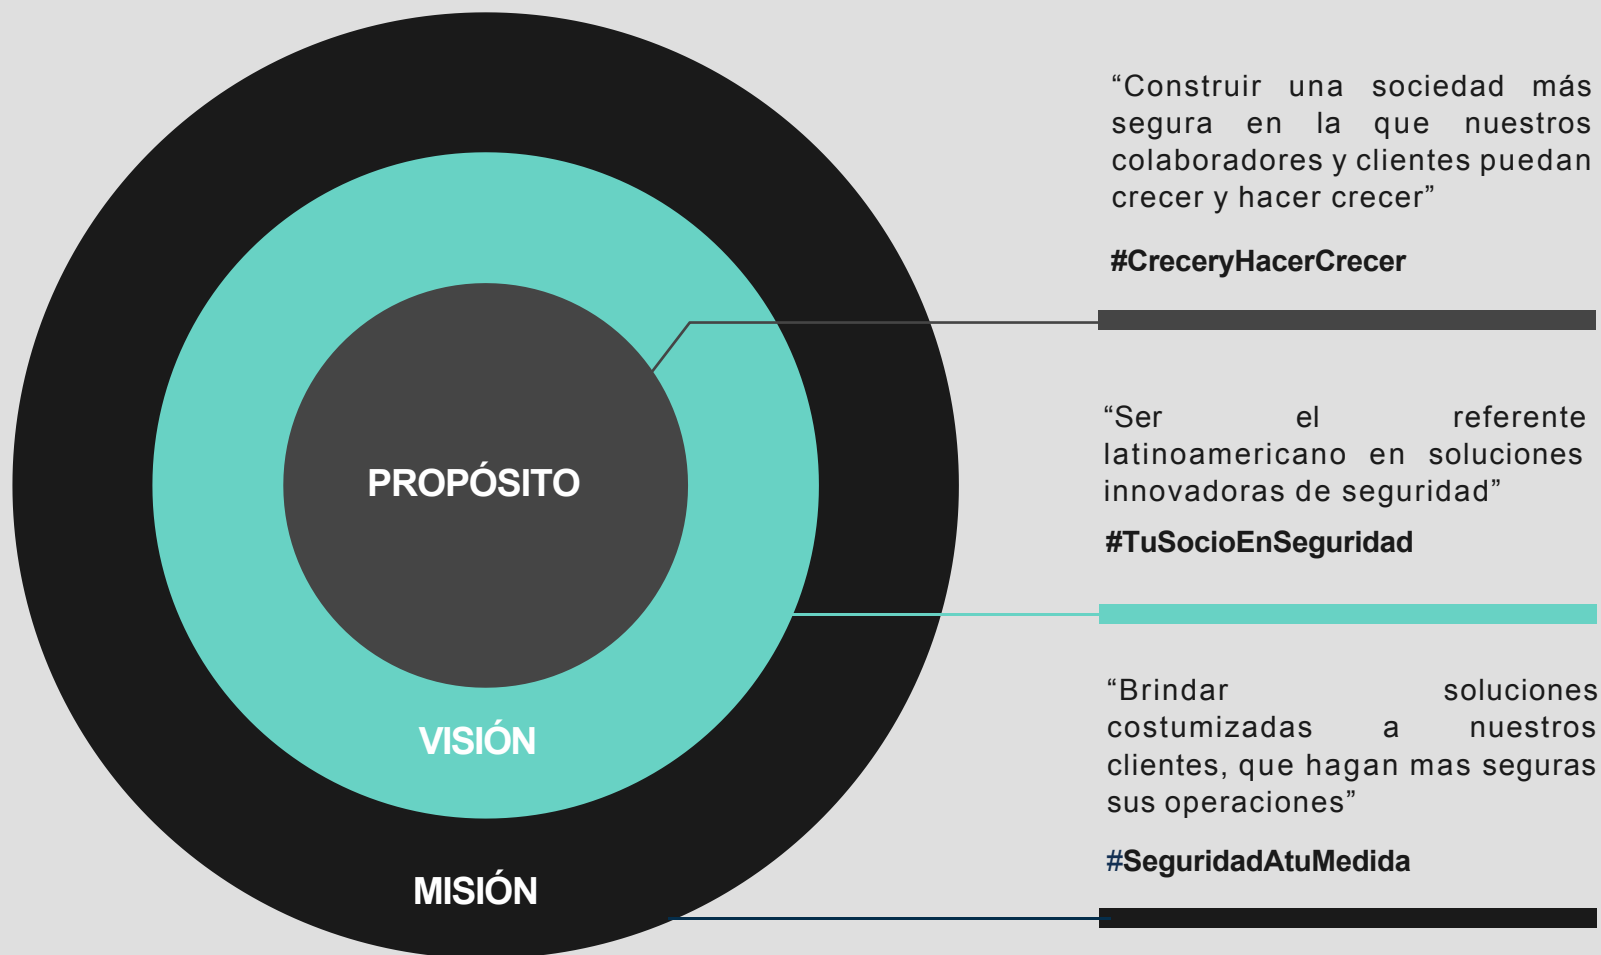 “Construir una sociedad más
segura en la que nuestros
colaboradores y clientes puedan
crecer y hacer crecer”
#CreceryHacerCrecer
“Ser el referente
latinoamericano en soluciones
innovadoras de seguridad”
#TuSocioEnSeguridad
“Brindar soluciones
costumizadas a nuestros
clientes, que hagan mas seguras
sus operaciones”
#SeguridadAtuMedida
PROPÓSITO
VISIÓN
MISIÓN